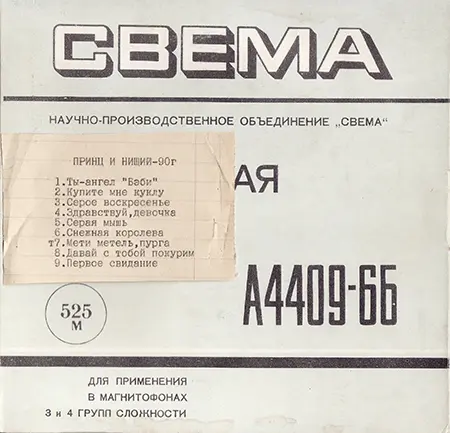 СВЕМА
НАУЧНО-ПРОИЗВОДСТВЕННОЕ ОБЪЕДИНЕНИЕ „СВЕМА“
ПРИНЦ И НИЩИЙ-90г
1.Ты-ангел "Бэби"
2.Купите мне куклу
3.Серое воскресенье
4.Здравствуй,девочка
5.Серая мышь
6.Снежная королева
т7.Мети метель,пурга
8.Давай с тобой покурим
9.Первое свидание
АЯ
А4409-6Б
525
М
ДЛЯ ПРИМЕНЕНИЯ
В МАГНИТОФОНАХ
3 и 4 ГРУПП СЛОЖНОСТИ